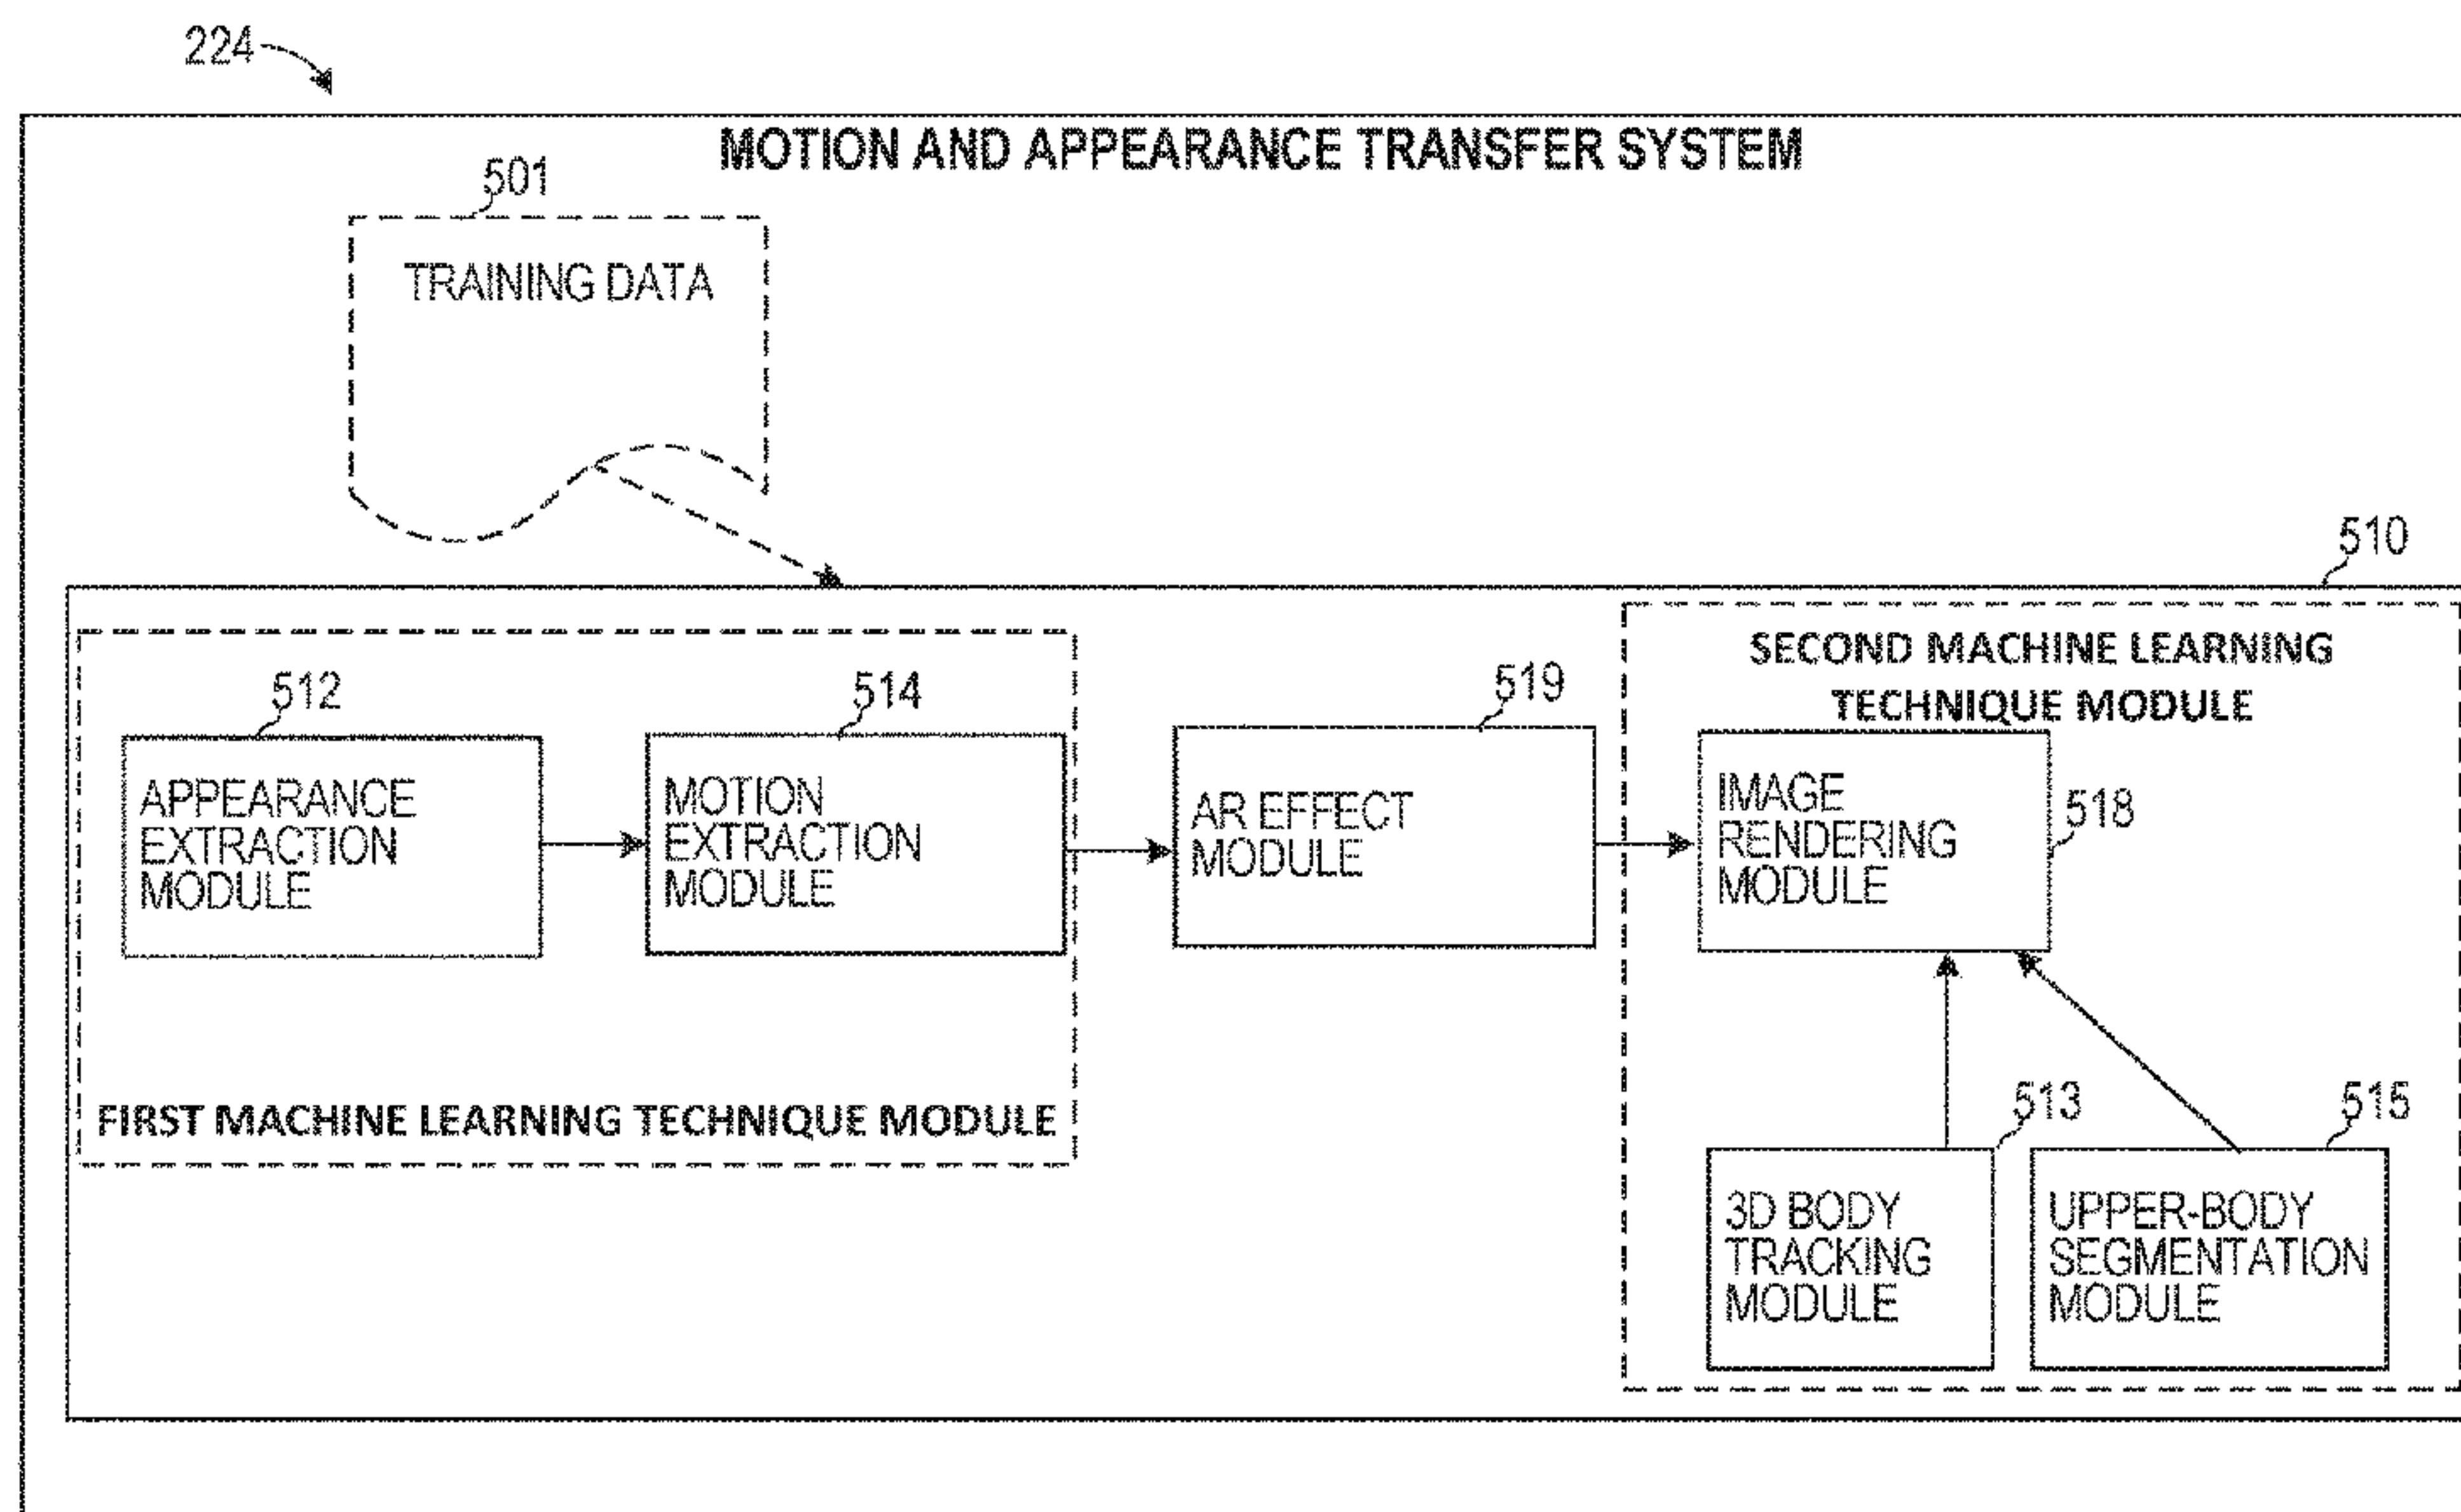 224
MOTION AND APPEARANCE TRANSFER SYSTEM
501
TRAINING DATA
510
SECOND MACHINE LEARNING
TECHNIQUE MODULE
512
514
519
APPEARANCE
EXTRACTION
MODULE
MOTION
EXTRACTION
MODULE
AR EFFECT
MODULE
IMAGE
RENDERING
MODULE
518
FIRST MACHINE LEARNING TECHNIQUE MODULE
513
515
3D BODY
TRACKING
MODULE
UPPER-BODY
SEGMENTATION
MODULE